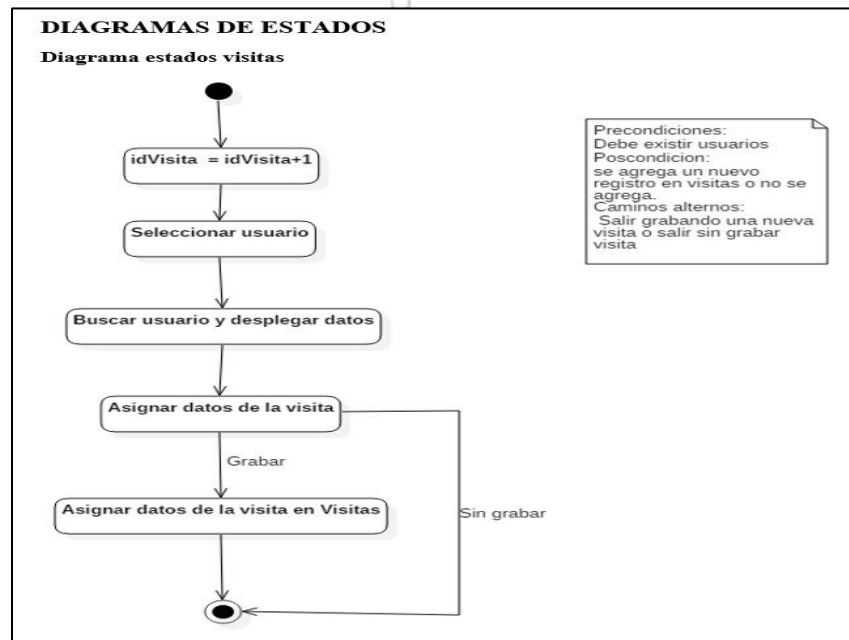 DIAGRAMAS DE ESTADOS
Diagrama estados visitas
idVisita = idVisita+1
Seleccionar usuario
Buscar usuario y desplegar datos
Asignar datos de la visita
Grabar
Asignar datos de la visita en Visitas
Sin grabar
Precondiciones:
Debe existir usuarios
Poscondicion:
se agrega un nuevo
registro en visitas o no se
agrega.
Caminos alternos:
Salir grabando una nueva
visita o salir sin grabar
visita